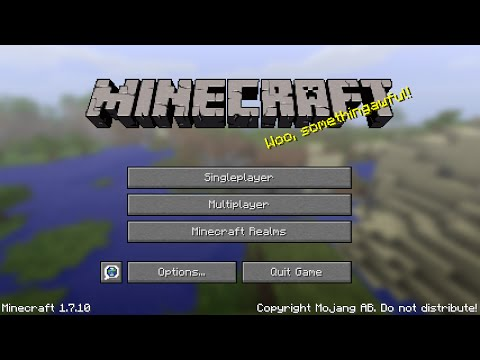 MINECRAFT
Woo, somethingawful!!
Singleplayer
Multiplayer
Minecraft Realms
Options...
Quit Game
Minecraft 1.7.10
Copyright Mojang AB. Do not distribute!